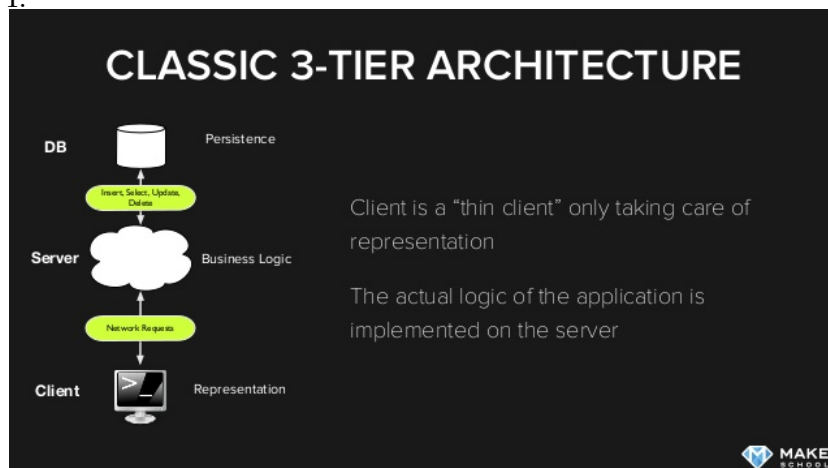 1.
CLASSIC 3-TIER ARCHITECTURE
DB
Persistence
Insert, Select, Update,
Delete
Client is a “thin client” only taking care of
representation
Server
Business Logic
The actual logic of the application is
implemented on the server
Network Requests
Client
>_
Representation
MAKE
SCHOOL